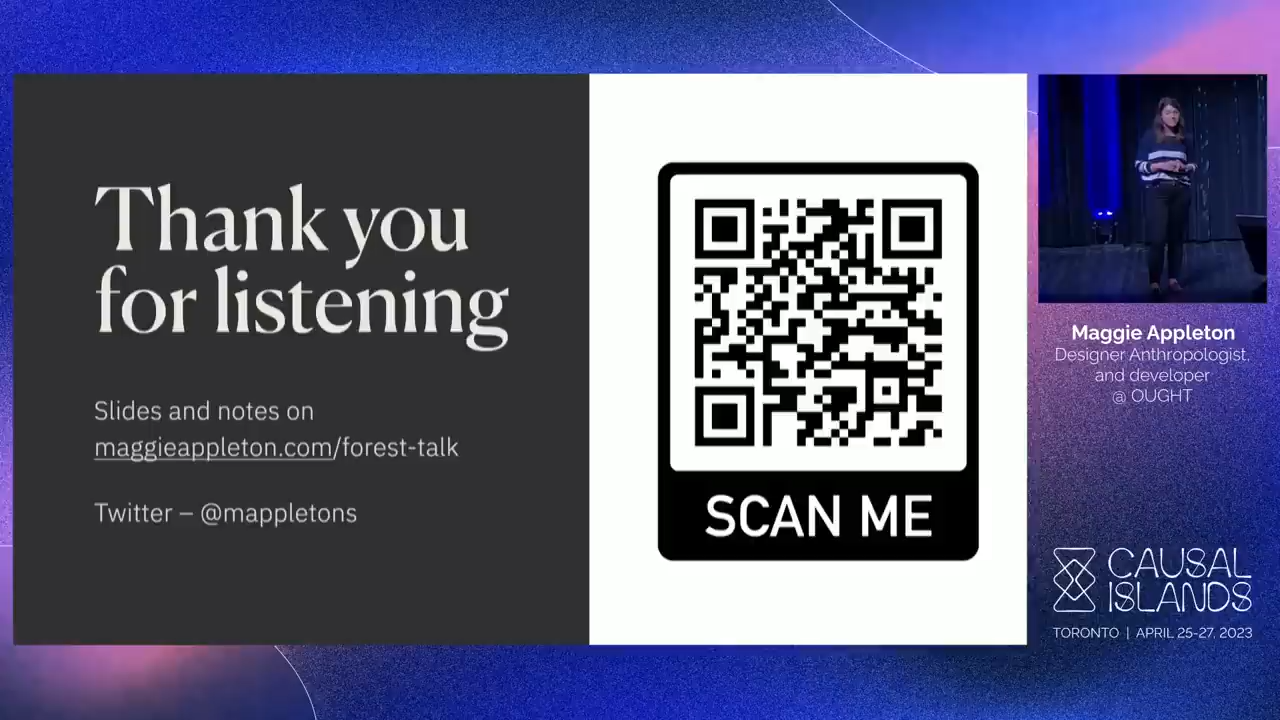 Thank you
for listening
Slides and notes on
maggieappleton.com/forest-talk
Twitter – @mappletons
SCAN ME
Maggie Appleton
Designer Anthropologist,
and developer
@ OUGHT
CAUSAL
ISLANDS
TORONTO | APRIL 25-27, 2023